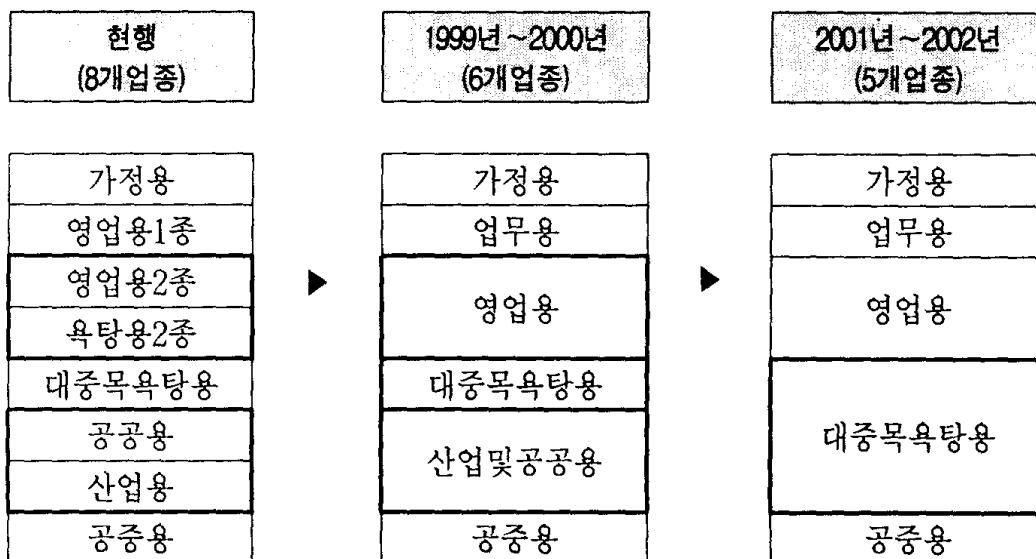 현행
(8개업종)
가정용
영업용1종
영업용2종
욕탕용2종
대중목욕탕용
공공용
산업용
공중용
▶
1999년~2000년
(6개업종)
가정용
업무용
영업용
대중목욕탕용
산업및공공용
공중용
▶
2001년~2002년
(5개업종)
가정용
업무용
영업용
대중목욕탕용
공중용